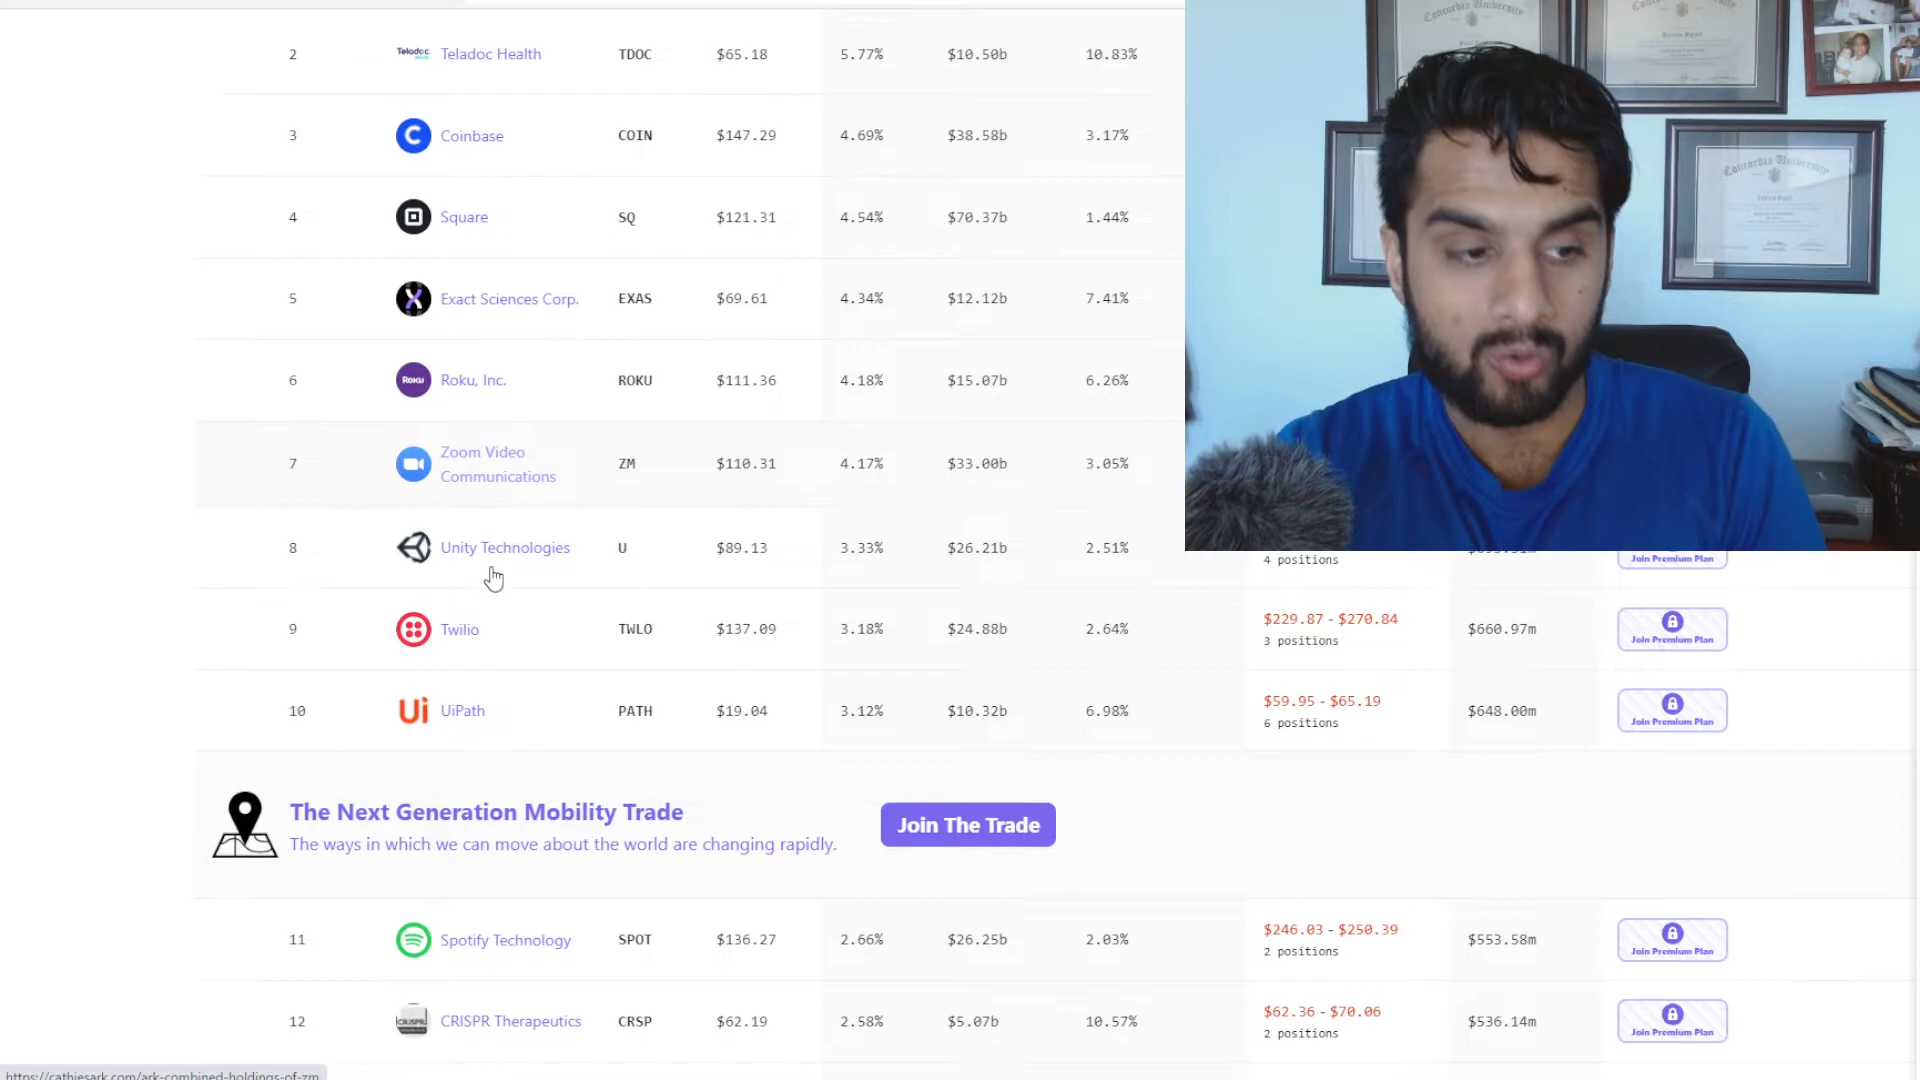 2 Teladoc HEALTH Teladoc Health TDOC $65.18 5.77% $10.50b 10.83%
3 Coinbase COIN $147.29 4.69% $38.58b 3.17%
4 Square SQ $121.31 4.54% $70.37b 1.44%
5 Exact Sciences Corp. EXAS $69.61 4.34% $12.12b 7.41%
6 Roku Roku, Inc. ROKU $111.36 4.18% $15.07b 6.26%
7 Zoom Video Communications ZM $110.31 4.17% $33.00b 3.05%
8 Unity Technologies U $89.13 3.33% $26.21b 2.51%
4 positions
Join Premium Plan
9 Twilio TWLO $137.09 3.18% $24.88b 2.64% $229.87 - $270.84 $660.97m
3 positions
Join Premium Plan
10 Ui UiPath PATH $19.04 3.12% $10.32b 6.98% $59.95 - $65.19 $648.00m
6 positions
Join Premium Plan
The Next Generation Mobility Trade
The ways in which we can move about the world are changing rapidly.
Join The Trade
11 Spotify Technology SPOT $136.27 2.66% $26.25b 2.03% $246.03 - $250.39 $553.58m
2 positions
Join Premium Plan
12 CRISPR CRISPR Therapeutics CRSP $62.19 2.58% $5.07b 10.57% $62.36 - $70.06 $536.14m
2 positions
Join Premium Plan
https://cathiesark.com/ark-combined-holdings-of-zm
Concordia University
Concordia University
Concordia University